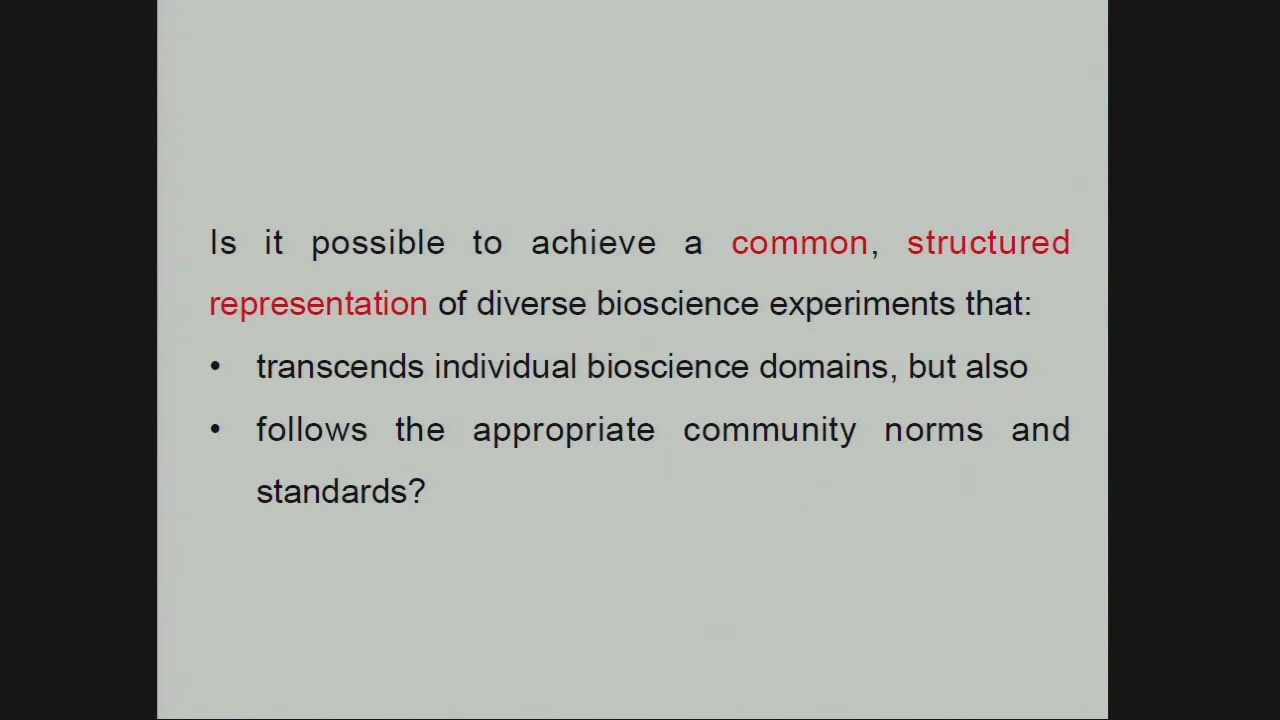 Is it possible to achieve a common, structured
representation of diverse bioscience experiments that:
• transcends individual bioscience domains, but also
• follows the appropriate community norms and
standards?